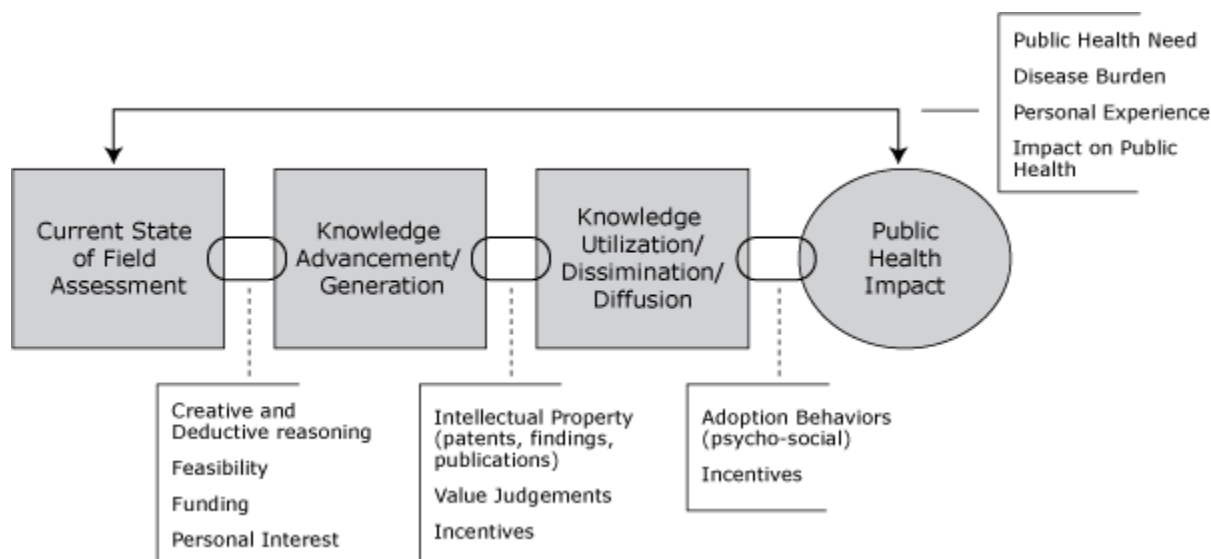 Public Health Need
Disease Burden
Personal Experience
Impact on Public
Health
Current State
of Field
Assessment
Knowledge
Advancement/
Generation
Knowledge
Utilization/
Dissimination/
Diffusion
Public
Health
Impact
Creative and
Deductive reasoning
Feasibility
Funding
Personal Interest
Intellectual Property
(patents, findings,
publications)
Value Judgements
Incentives
Adoption Behaviors
(psycho-social)
Incentives